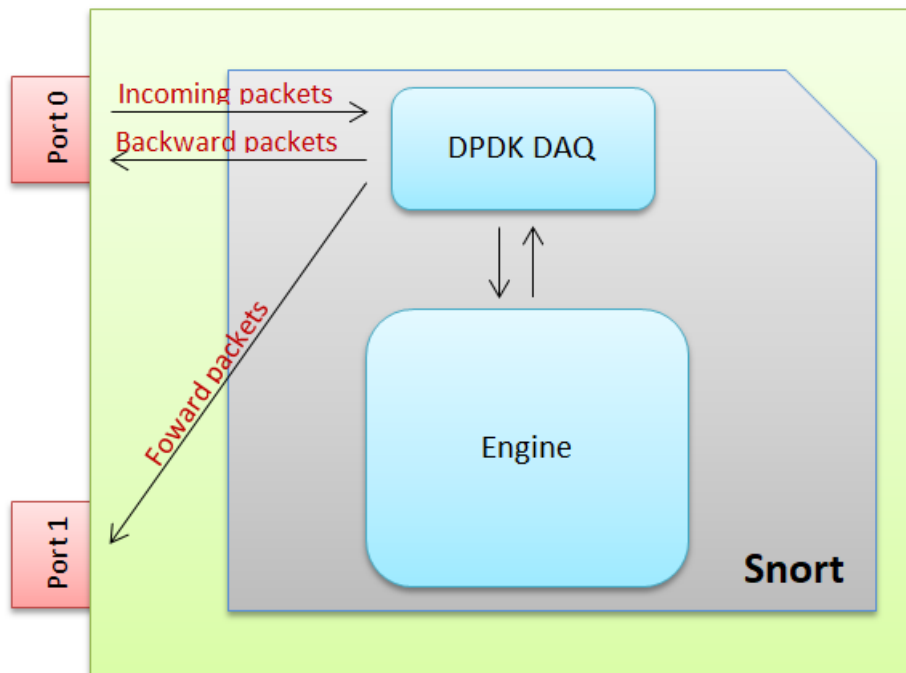 Port 0
Incoming packets
Backward packets
DPDK DAQ
Foward packets
Engine
Port 1
Snort